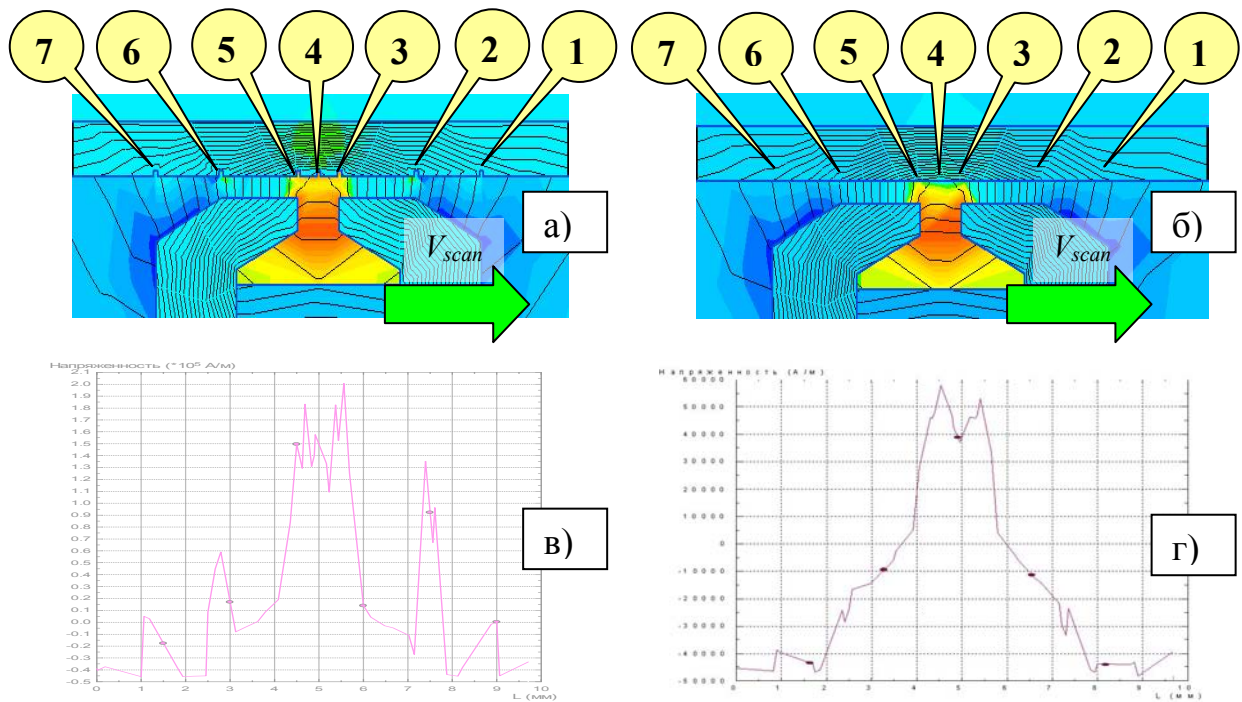 7 6 5 4 3 2 1
7 6 5 4 3 2 1
а)
V_scan
б)
V_scan
Напряженность (*10⁵ А/м)
2.1
2.0
1.9
1.8
1.7
1.6
1.5
1.4
1.3
1.2
1.1
1.0
0.9
0.8
0.7
0.6
0.5
0.4
0.3
0.2
0.1
0.0
-0.1
-0.2
-0.3
-0.4
-0.5
0 1 2 3 4 5 6 7 8 9 10
L (мм)
в)
Напряженность (А/м)
60000
50000
40000
30000
20000
10000
0
-10000
-20000
-30000
-40000
-50000
0 1 2 3 4 5 6 7 8 9 10
L (мм)
г)